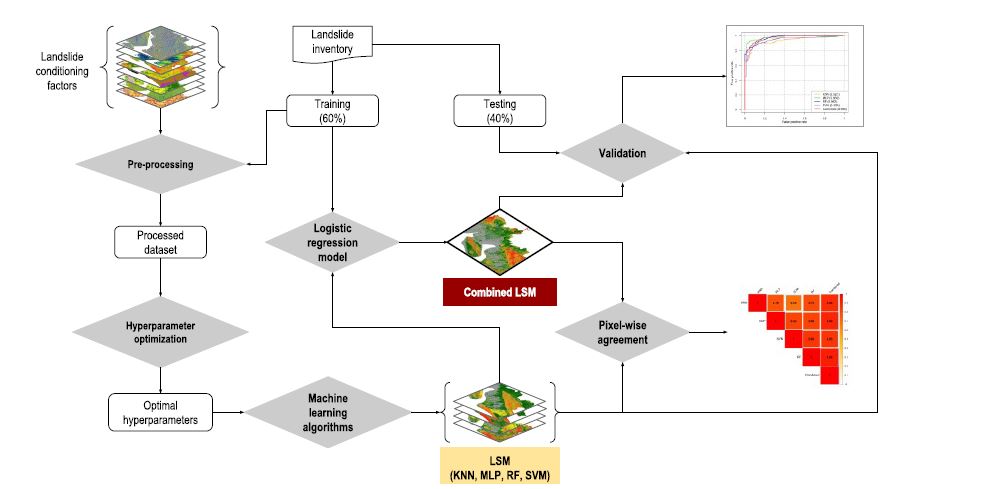 Landslide
conditioning
factors
Landslide
inventory
Training
(60%)
Testing
(40%)
Pre-processing
Validation
Processed
dataset
Logistic
regression
model
Combined LSM
Hyperparameter
optimization
Pixel-wise
agreement
Optimal
hyperparameters
Machine
learning
algorithms
LSM
(KNN, MLP, RF, SVM)